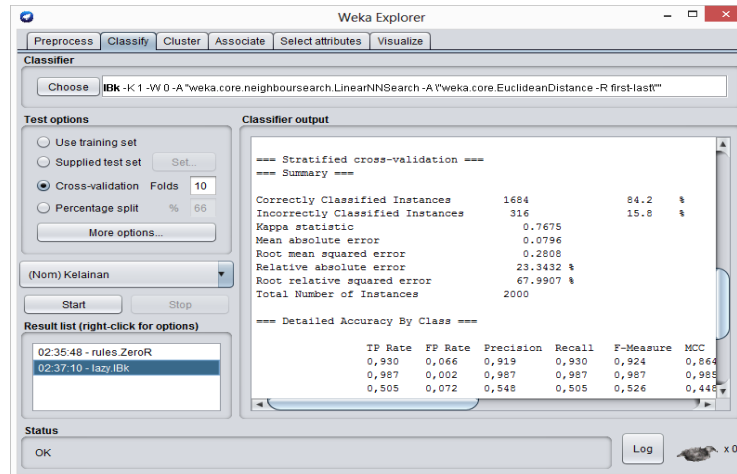 Weka Explorer
Preprocess Classify Cluster Associate Select attributes Visualize
Classifier
Choose IBk -K 1 -W 0 -A "weka.core.neighboursearch.LinearNNSearch -A \"weka.core.EuclideanDistance -R first-last\""
Test options
Use training set
Supplied test set Set...
Cross-validation Folds 10
Percentage split % 66
More options...
(Nom) Kelainan
Start Stop
Result list (right-click for options)
02:35:48 - rules.ZeroR
02:37:10 - lazy.IBk
Classifier output
=== Stratified cross-validation ===
=== Summary ===
Correctly Classified Instances 1684 84.2 %
Incorrectly Classified Instances 316 15.8 %
Kappa statistic 0.7675
Mean absolute error 0.0796
Root mean squared error 0.2808
Relative absolute error 23.3432 %
Root relative squared error 67.9907 %
Total Number of Instances 2000
=== Detailed Accuracy By Class ===
TP Rate FP Rate Precision Recall F-Measure MCC
0,930 0,066 0,919 0,930 0,924 0,864
0,987 0,002 0,987 0,987 0,987 0,985
0,505 0,072 0,548 0,505 0,526 0,448
Status
OK
Log
x 0